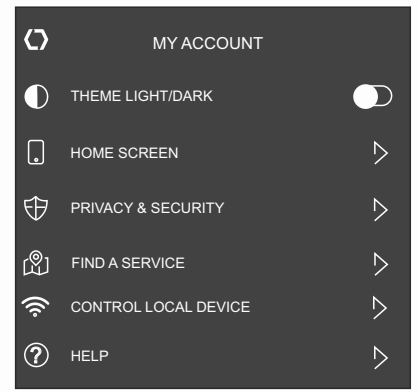 MY ACCOUNT
THEME LIGHT/DARK
HOME SCREEN
PRIVACY & SECURITY
FIND A SERVICE
CONTROL LOCAL DEVICE
HELP